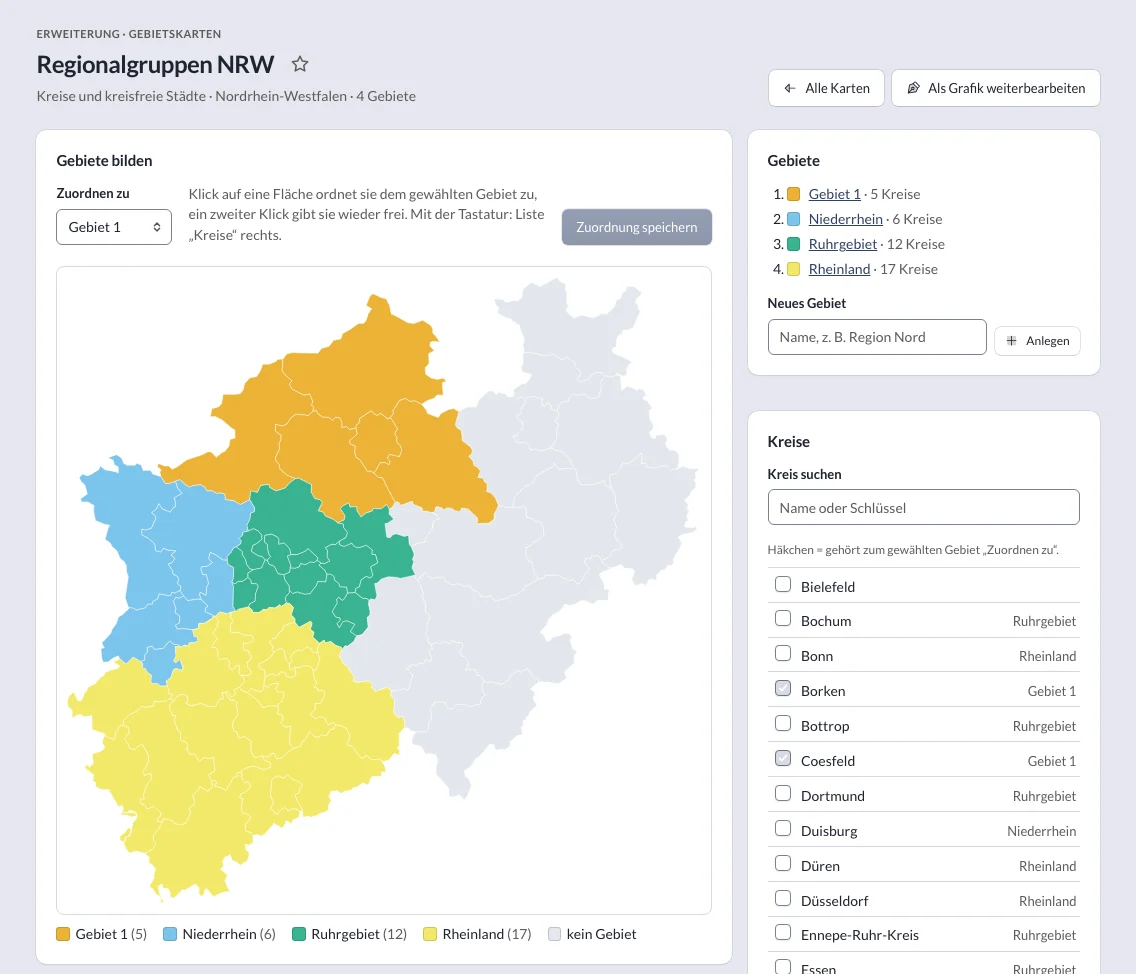 ERWEITERUNG · GEBIETSKARTEN
Regionalgruppen NRW
Kreise und kreisfreie Städte · Nordrhein-Westfalen · 4 Gebiete
Alle Karten
Als Grafik weiterbearbeiten
Gebiete bilden
Zuordnen zu
Gebiet 1
Klick auf eine Fläche ordnet sie dem gewählten Gebiet zu,
ein zweiter Klick gibt sie wieder frei. Mit der Tastatur: Liste
„Kreise“ rechts.
Zuordnung speichern
Gebiet 1 (5)
Niederrhein (6)
Ruhrgebiet (12)
Rheinland (17)
kein Gebiet
Gebiete
1. Gebiet 1 · 5 Kreise
2. Niederrhein · 6 Kreise
3. Ruhrgebiet · 12 Kreise
4. Rheinland · 17 Kreise
Neues Gebiet
Name, z. B. Region Nord
Anlegen
Kreise
Kreis suchen
Name oder Schlüssel
Häkchen = gehört zum gewählten Gebiet „Zuordnen zu“.
Bielefeld
Bochum Ruhrgebiet
Bonn Rheinland
Borken Gebiet 1
Bottrop Ruhrgebiet
Coesfeld Gebiet 1
Dortmund Ruhrgebiet
Duisburg Niederrhein
Düren Rheinland
Düsseldorf Rheinland
Ennepe-Ruhr-Kreis Ruhrgebiet
Essen Ruhrgebiet